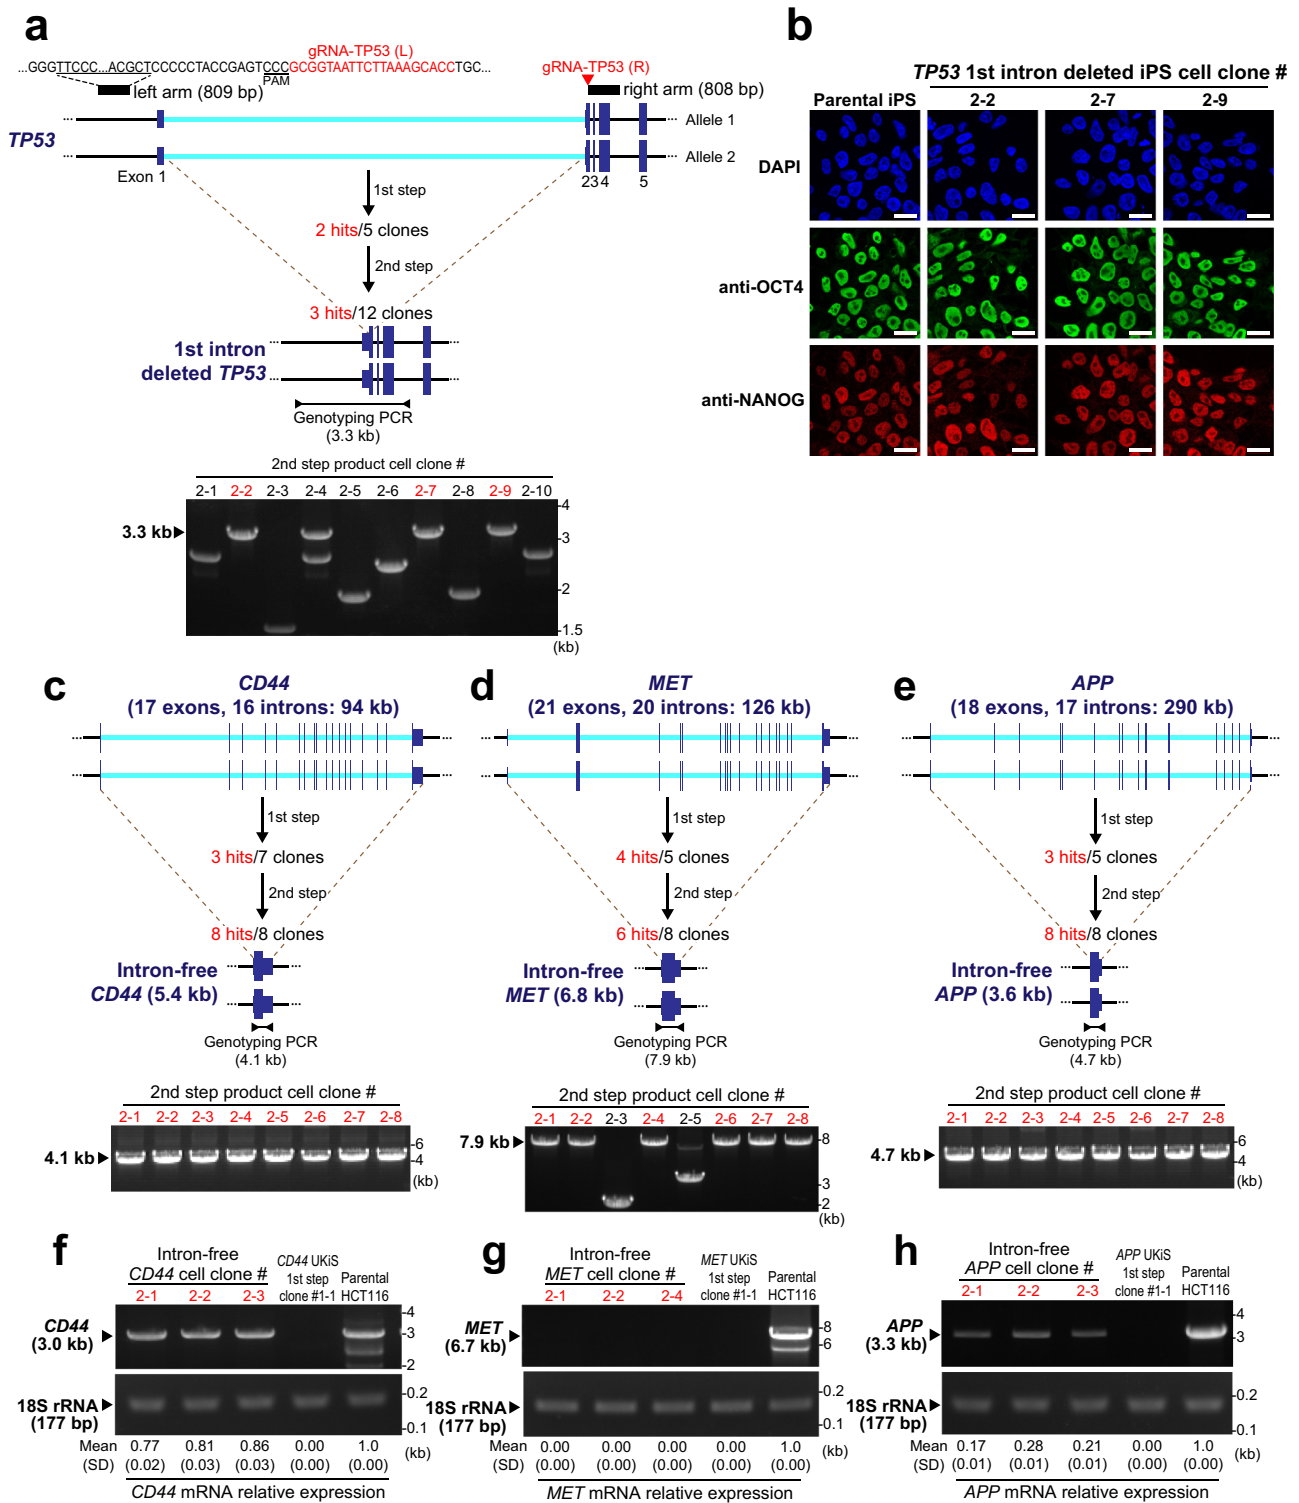 a
gRNA-TP53 (L)
...GGGTTCCC...ACGCTCCCCCTACCGAGTCCCGCGGTAATTCTTAAAGCACCTGC...
PAM
gRNA-TP53 (R)
left arm (809 bp)
right arm (808 bp)
TP53
Allele 1
Allele 2
Exon 1
2 3 4 5
1st step
2 hits/5 clones
2nd step
3 hits/12 clones
1st intron
deleted TP53
Genotyping PCR
(3.3 kb)
2nd step product cell clone #
2-1 2-2 2-3 2-4 2-5 2-6 2-7 2-8 2-9 2-10
3.3 kb
-4
-3
-2
-1.5
(kb)
b
TP53 1st intron deleted iPS cell clone #
Parental iPS 2-2 2-7 2-9
DAPI
anti-OCT4
anti-NANOG
c
CD44
(17 exons, 16 introns: 94 kb)
1st step
3 hits/7 clones
2nd step
8 hits/8 clones
Intron-free
CD44 (5.4 kb)
Genotyping PCR
(4.1 kb)
2nd step product cell clone #
2-1 2-2 2-3 2-4 2-5 2-6 2-7 2-8
4.1 kb
-6
-4
(kb)
d
MET
(21 exons, 20 introns: 126 kb)
1st step
4 hits/5 clones
2nd step
6 hits/8 clones
Intron-free
MET (6.8 kb)
Genotyping PCR
(7.9 kb)
2nd step product cell clone #
2-1 2-2 2-3 2-4 2-5 2-6 2-7 2-8
7.9 kb
-8
-3
-2
(kb)
e
APP
(18 exons, 17 introns: 290 kb)
1st step
3 hits/5 clones
2nd step
8 hits/8 clones
Intron-free
APP (3.6 kb)
Genotyping PCR
(4.7 kb)
2nd step product cell clone #
2-1 2-2 2-3 2-4 2-5 2-6 2-7 2-8
4.7 kb
-6
-4
(kb)
f
Intron-free
CD44 cell clone #
2-1 2-2 2-3
CD44 UKiS
1st step
clone #1-1
Parental
HCT116
CD44
(3.0 kb)
-4
-3
-2
18S rRNA
(177 bp)
-0.2
-0.1
(kb)
Mean 0.77 0.81 0.86 0.00 1.0
(SD) (0.02) (0.03) (0.03) (0.00) (0.00)
CD44 mRNA relative expression
g
Intron-free
MET cell clone #
2-1 2-2 2-4
MET UKiS
1st step
clone #1-1
Parental
HCT116
MET
(6.7 kb)
-8
-6
18S rRNA
(177 bp)
-0.2
-0.1
(kb)
Mean 0.00 0.00 0.00 0.00 1.0
(SD) (0.00) (0.00) (0.00) (0.00) (0.00)
MET mRNA relative expression
h
Intron-free
APP cell clone #
2-1 2-2 2-3
APP UKiS
1st step
clone #1-1
Parental
HCT116
APP
(3.3 kb)
-4
-3
18S rRNA
(177 bp)
-0.2
-0.1
(kb)
Mean 0.17 0.28 0.21 0.00 1.0
(SD) (0.01) (0.01) (0.01) (0.00) (0.00)
APP mRNA relative expression